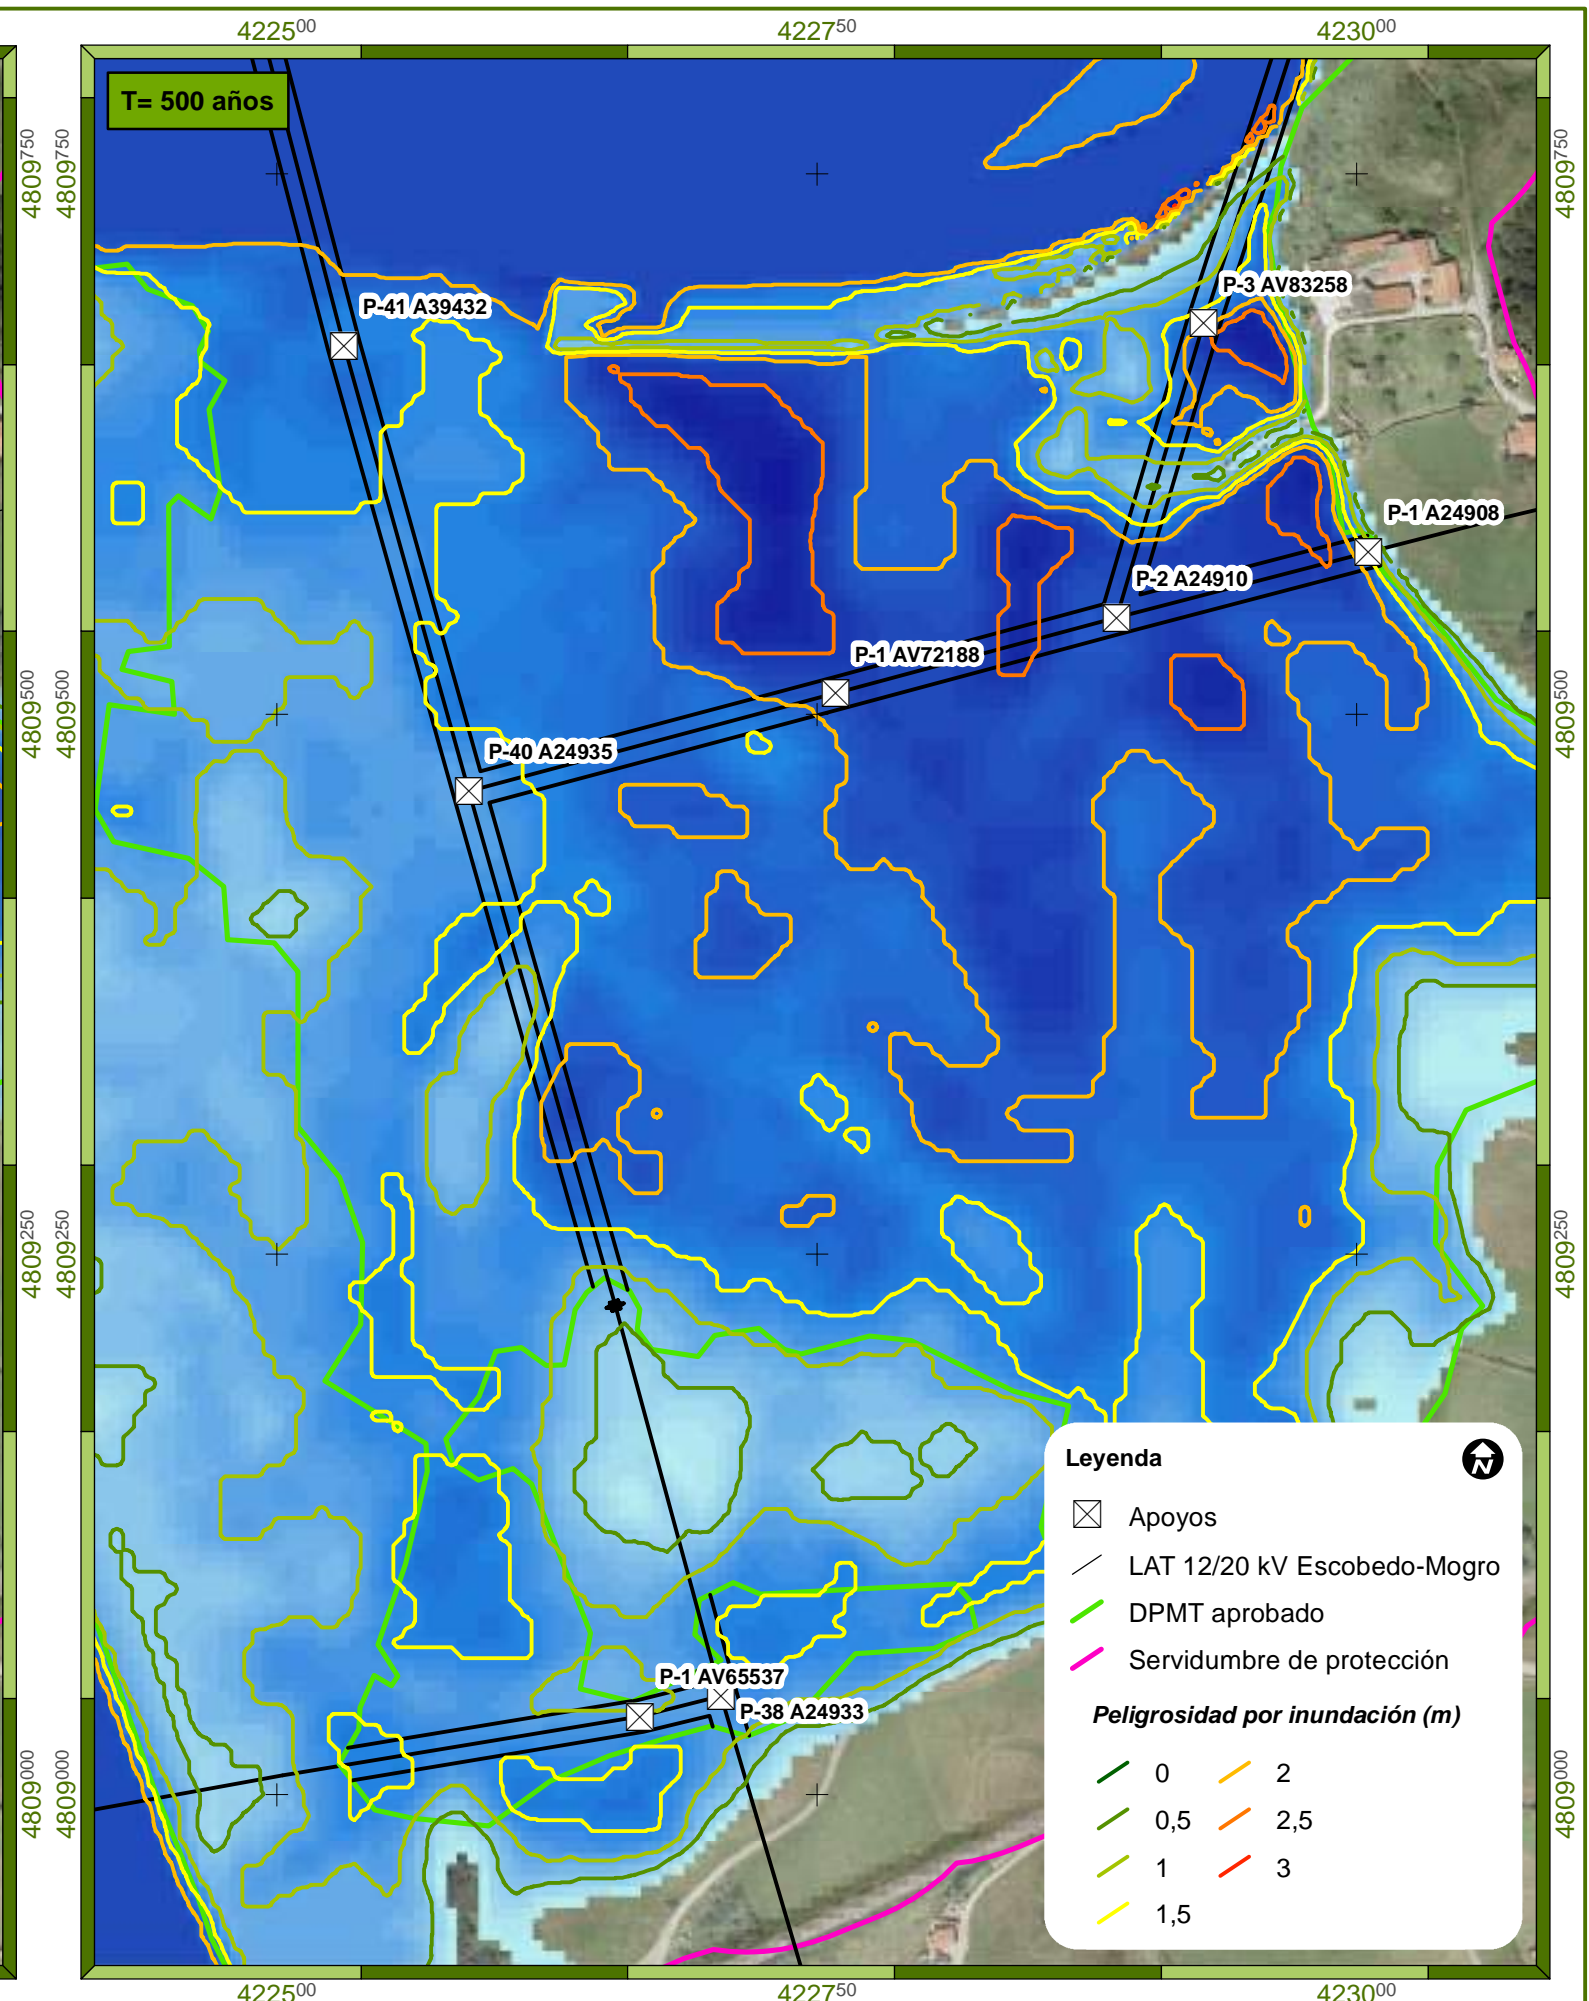 422500 422750 423000
T= 500 años
4809750 4809750 4809750
P-3 AV83258
P-41 A39432
P-1 A24908
P-2 A24910
P-1 AV72188
4809500 4809500 4809500
P-40 A24935
4809250 4809250 4809250
Leyenda
N
Apoyos
LAT 12/20 kV Escobedo-Mogro
DPMT aprobado
Servidumbre de protección
P-1 AV65537
P-38 A24933
Peligrosidad por inundación (m)
0 2
0,5 2,5
1 3
1,5
4809000 4809000 4809000
422500 422750 423000